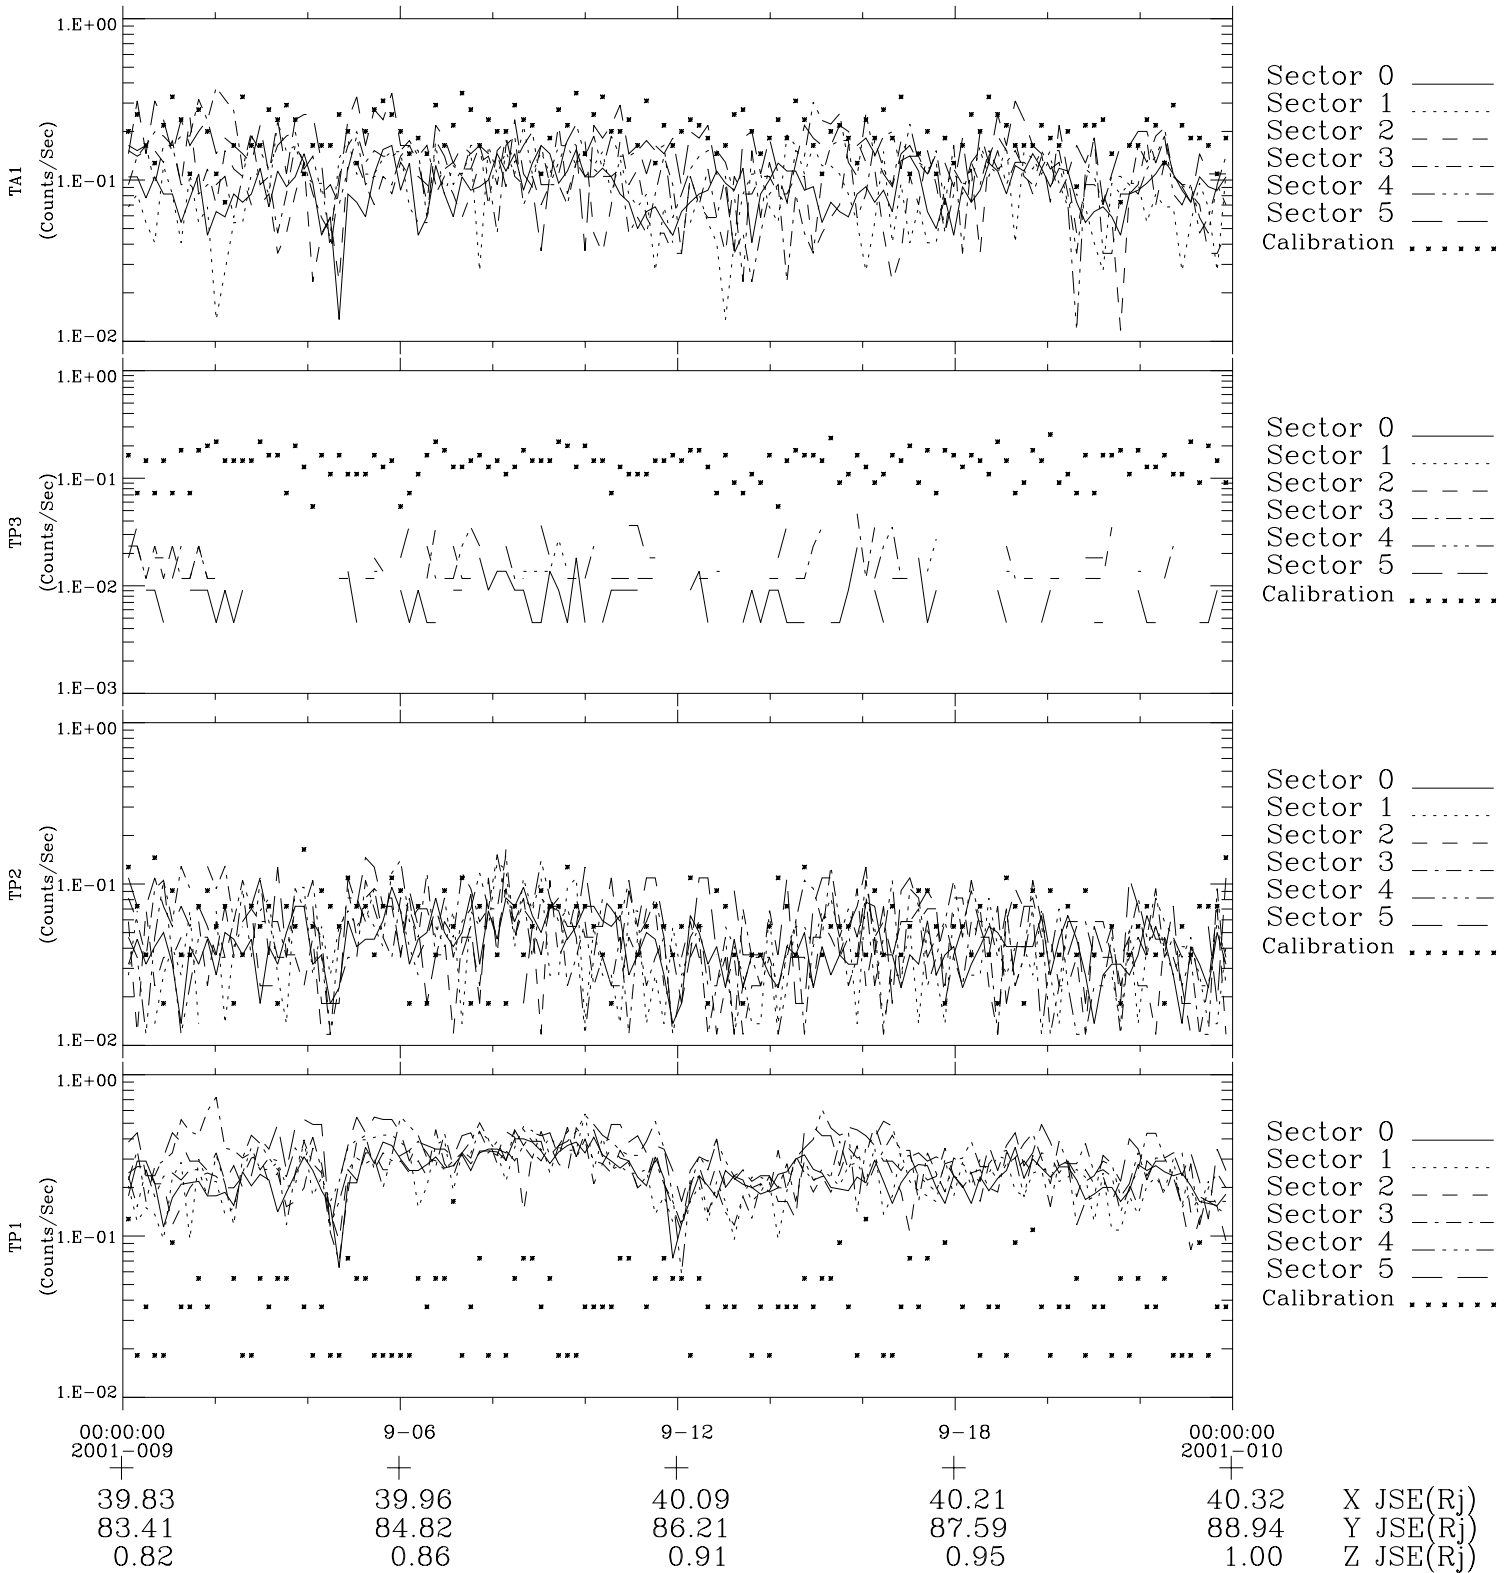 1.E+00
1.E-01
1.E-02
TA1
(Counts/Sec)
Sector 0
Sector 1
Sector 2
Sector 3
Sector 4
Sector 5
Calibration
1.E+00
1.E-01
1.E-02
1.E-03
TP3
(Counts/Sec)
Sector 0
Sector 1
Sector 2
Sector 3
Sector 4
Sector 5
Calibration
1.E+00
1.E-01
1.E-02
TP2
(Counts/Sec)
Sector 0
Sector 1
Sector 2
Sector 3
Sector 4
Sector 5
Calibration
1.E+00
1.E-01
1.E-02
TP1
(Counts/Sec)
Sector 0
Sector 1
Sector 2
Sector 3
Sector 4
Sector 5
Calibration
00:00:00 9-06 9-12 9-18 00:00:00
2001-009 2001-010
39.83 39.96 40.09 40.21 40.32 X JSE(Rj)
83.41 84.82 86.21 87.59 88.94 Y JSE(Rj)
0.82 0.86 0.91 0.95 1.00 Z JSE(Rj)